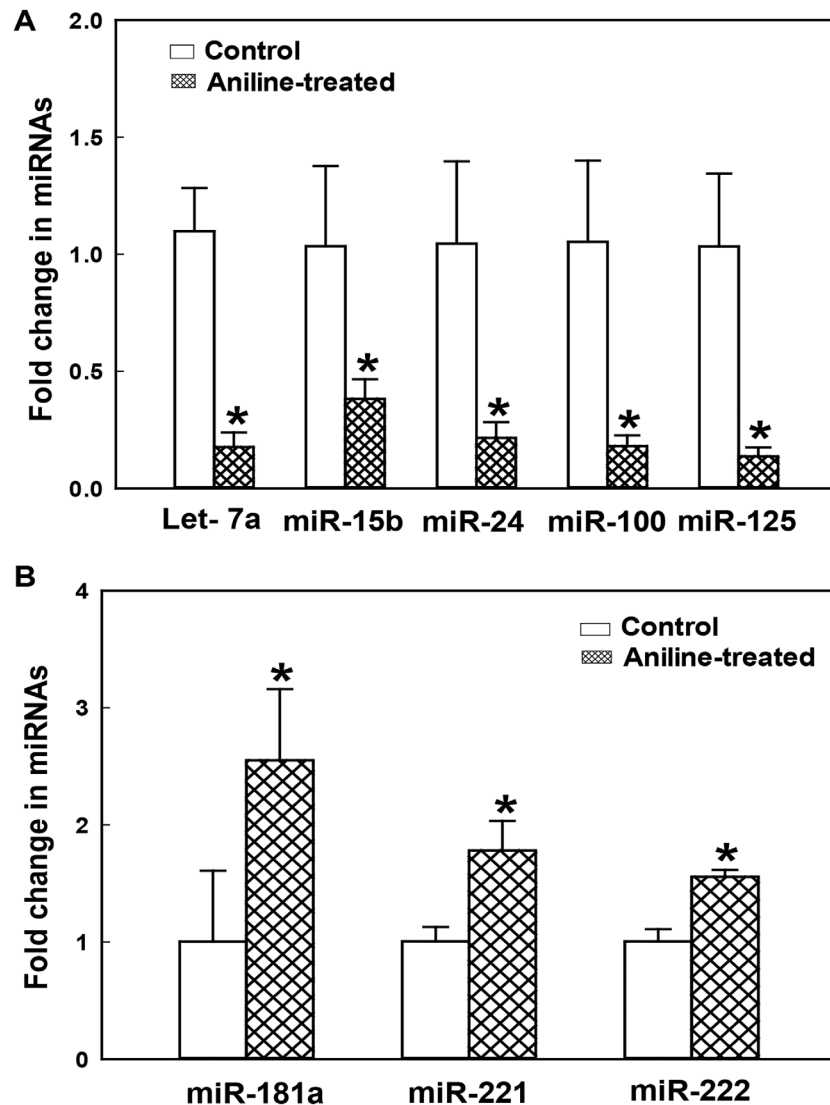 A
Fold change in miRNAs
2.0
1.5
1.0
0.5
0.0
Control
Aniline-treated
*
*
*
*
*
Let- 7a miR-15b miR-24 miR-100 miR-125
B
Fold change in miRNAs
4
3
2
1
0
Control
Aniline-treated
*
*
*
miR-181a miR-221 miR-222